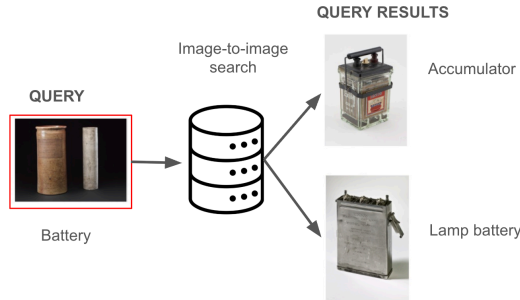 QUERY RESULTS
Image-to-image
search
Accumulator
QUERY
Battery
Lamp battery